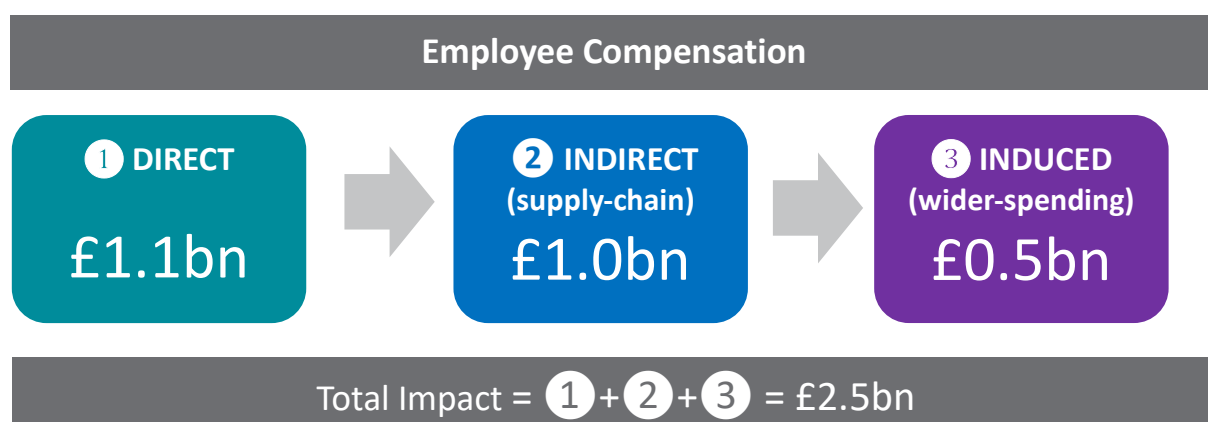 Employee Compensation
1 DIRECT
£1.1bn
2 INDIRECT
(supply-chain)
£1.0bn
3 INDUCED
(wider-spending)
£0.5bn
Total Impact = 1+2+3 = £2.5bn